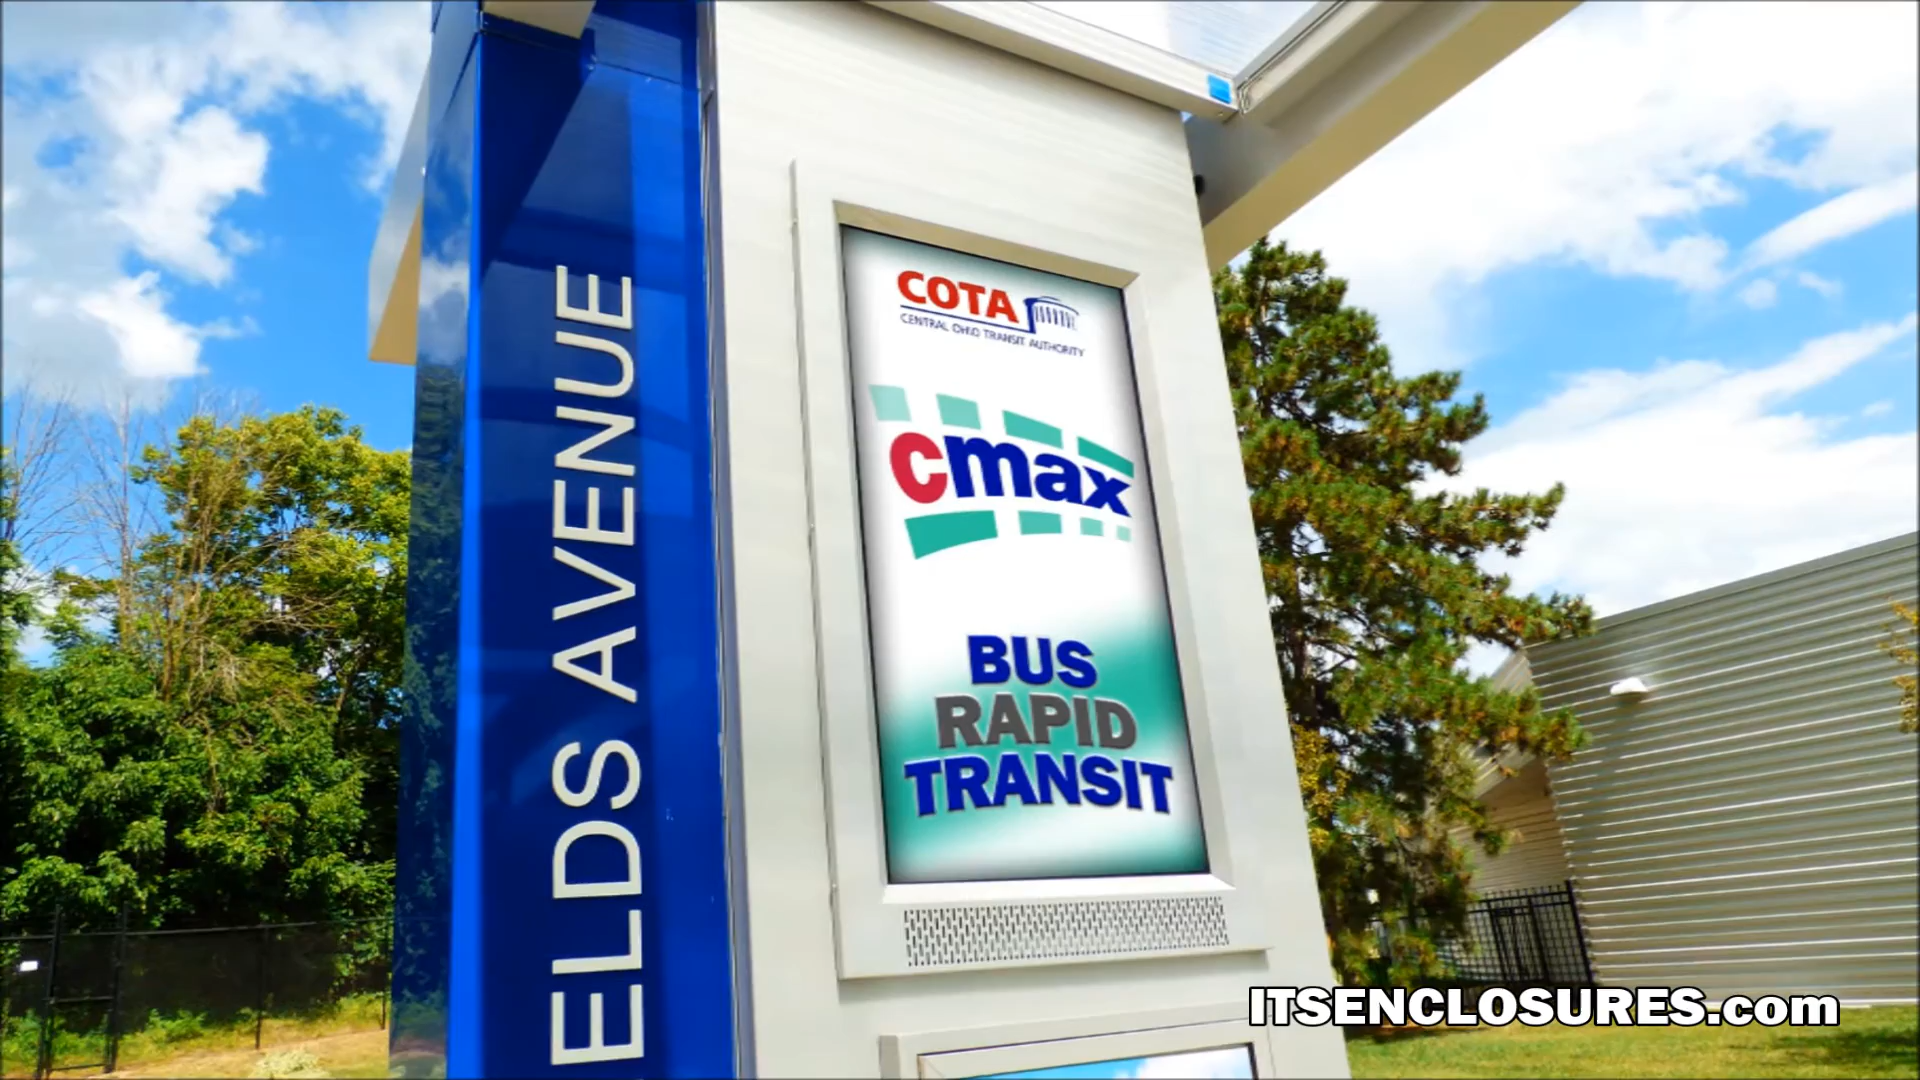 ELDS AVENUE
COTA
CENTRAL OHIO TRANSIT AUTHORITY
cmax
BUS
RAPID
TRANSIT
ITSENCLOSURES.com